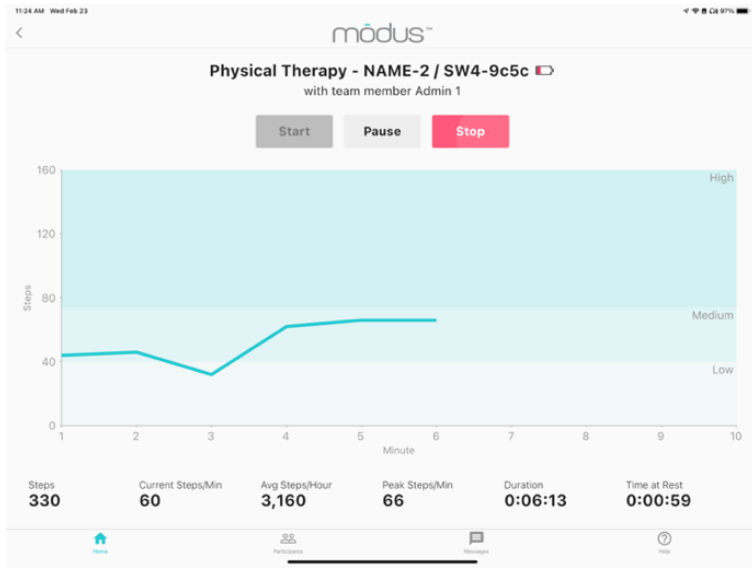 11:24 AM Wed Feb 23
97%
mōdus™
Physical Therapy - NAME-2 / SW4-9c5c
with team member Admin 1
Start Pause Stop
160
High
120
Steps
80
Medium
40
Low
0
1 2 3 4 5 6 7 8 9 10
Minute
Steps Current Steps/Min Avg Steps/Hour Peak Steps/Min Duration Time at Rest
330 60 3,160 66 0:06:13 0:00:59
Home Participants Messages Help